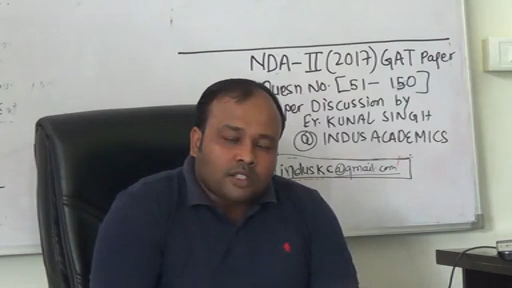 NDA-II (2017) GAT Paper
Quesn No. [51-150]
per Discussion by
Er. KUNAL SINGH
@ INDUS ACADEMICS
induskc@gmail.com